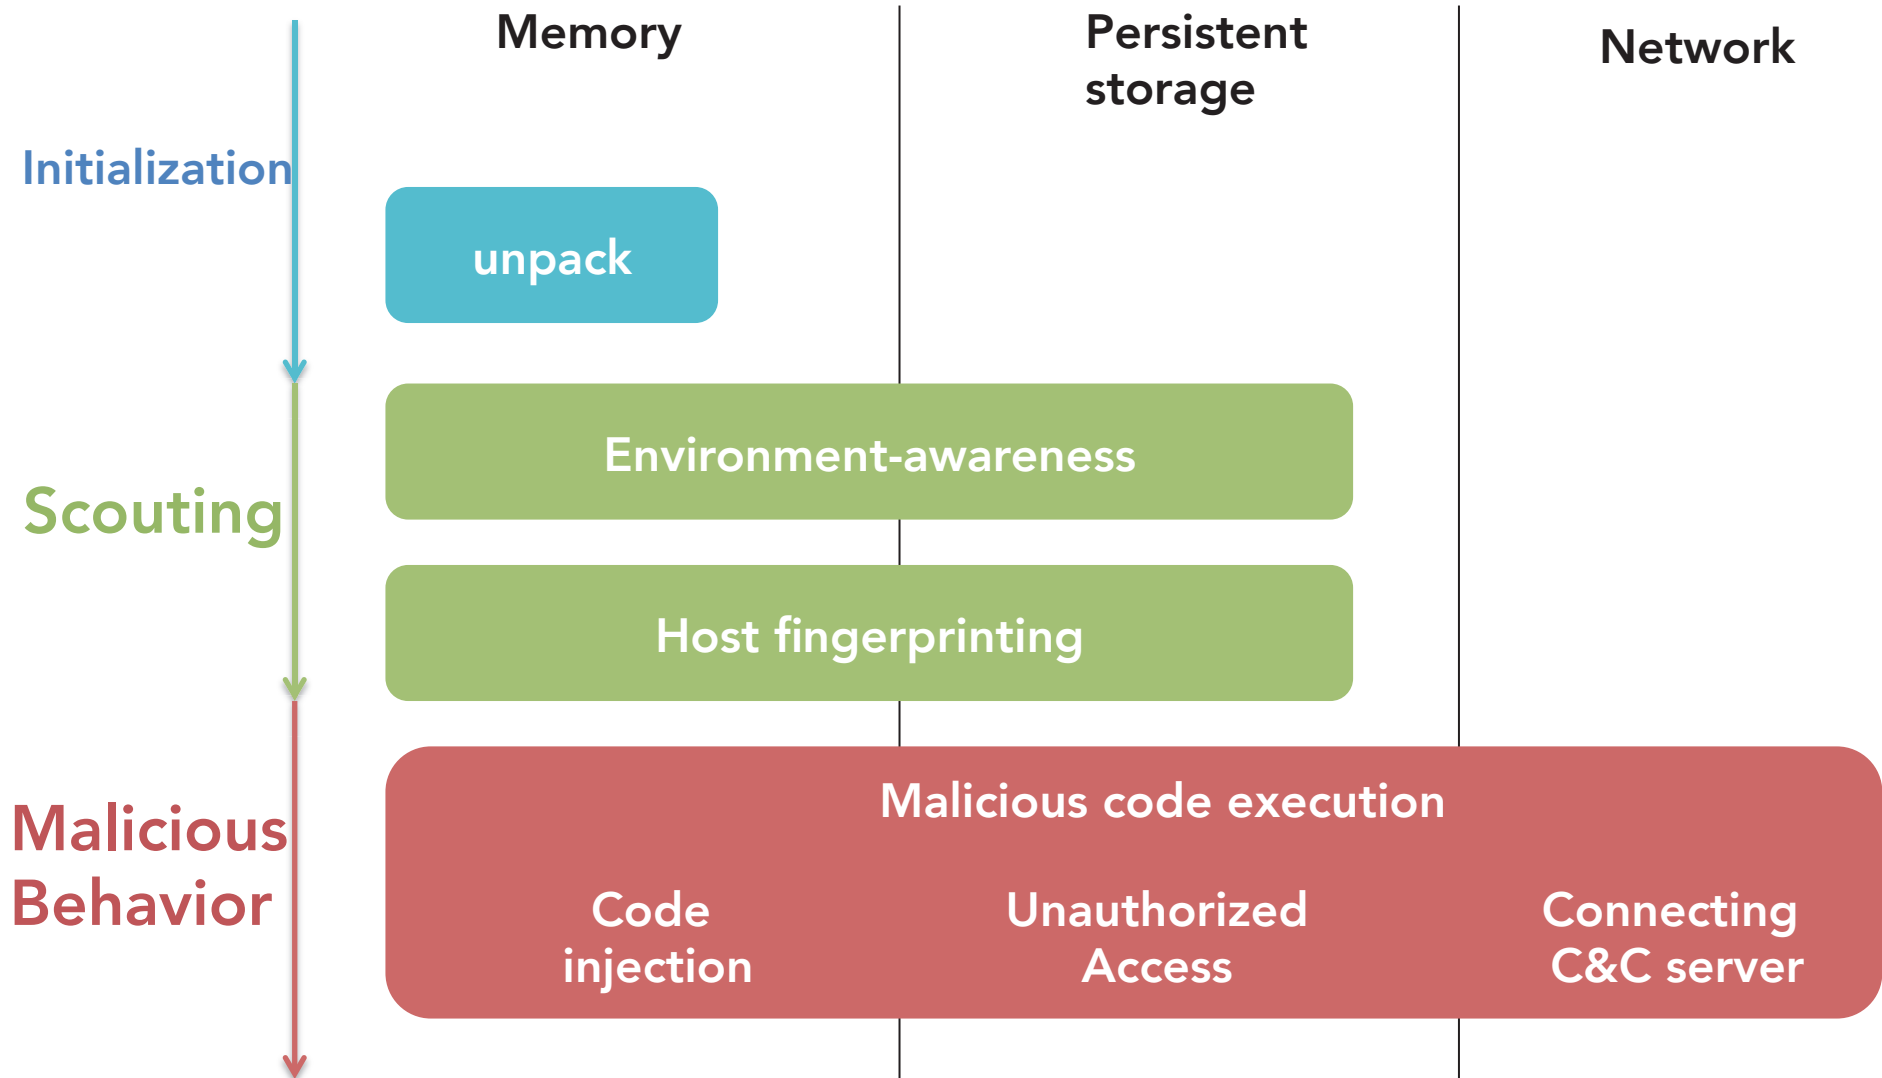 Memory
Persistent
storage
Network
Initialization
unpack
Environment-awareness
Scouting
Host fingerprinting
Malicious
Behavior
Malicious code execution
Code
injection
Unauthorized
Access
Connecting
C&C server